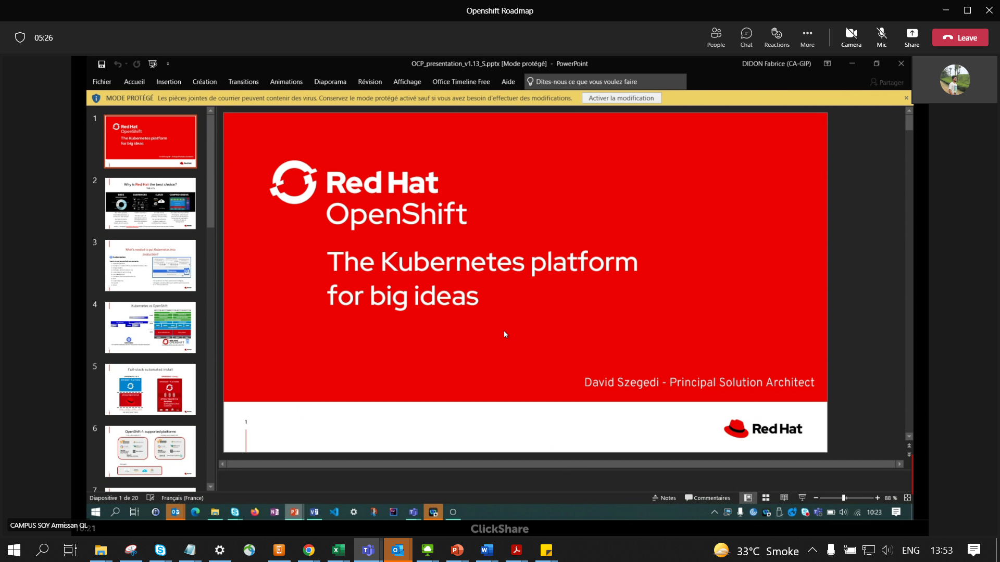 Openshift Roadmap
05:26
People
Chat
Reactions
More
Camera
Mic
Share
Leave
OCP_presentation_v1.13_S.pptx [Mode protégé] - PowerPoint
DIDON Fabrice (CA-GIP)
Fichier
Accueil
Insertion
Création
Transitions
Animations
Diaporama
Révision
Affichage
Office Timeline Free
Aide
Dites-nous ce que vous voulez faire
Partager
MODE PROTÉGÉ Les pièces jointes de courrier peuvent contenir des virus. Conservez le mode protégé activé sauf si vous avez besoin d'effectuer des modifications.
Activer la modification
1
Red Hat
OpenShift
The Kubernetes platform
for big ideas
Red Hat
2
Why is Red Hat the best choice?
CODE
CUSTOMERS
CLOUD
COMPREHENSIVE
3
What's needed to put Kubernetes into
production?
kubernetes
4
Kubernetes vs OpenShift
5
Full-stack automated install
6
OpenShift 4: supported platforms
7
Red Hat
OpenShift
The Kubernetes platform
for big ideas
David Szegedi - Principal Solution Architect
1
Red Hat
Diapositive 1 de 20
Français (France)
Notes
Commentaires
88 %
10:23
CAMPUS SQY Armissan QL
ClickShare
33°C Smoke
ENG
13:53